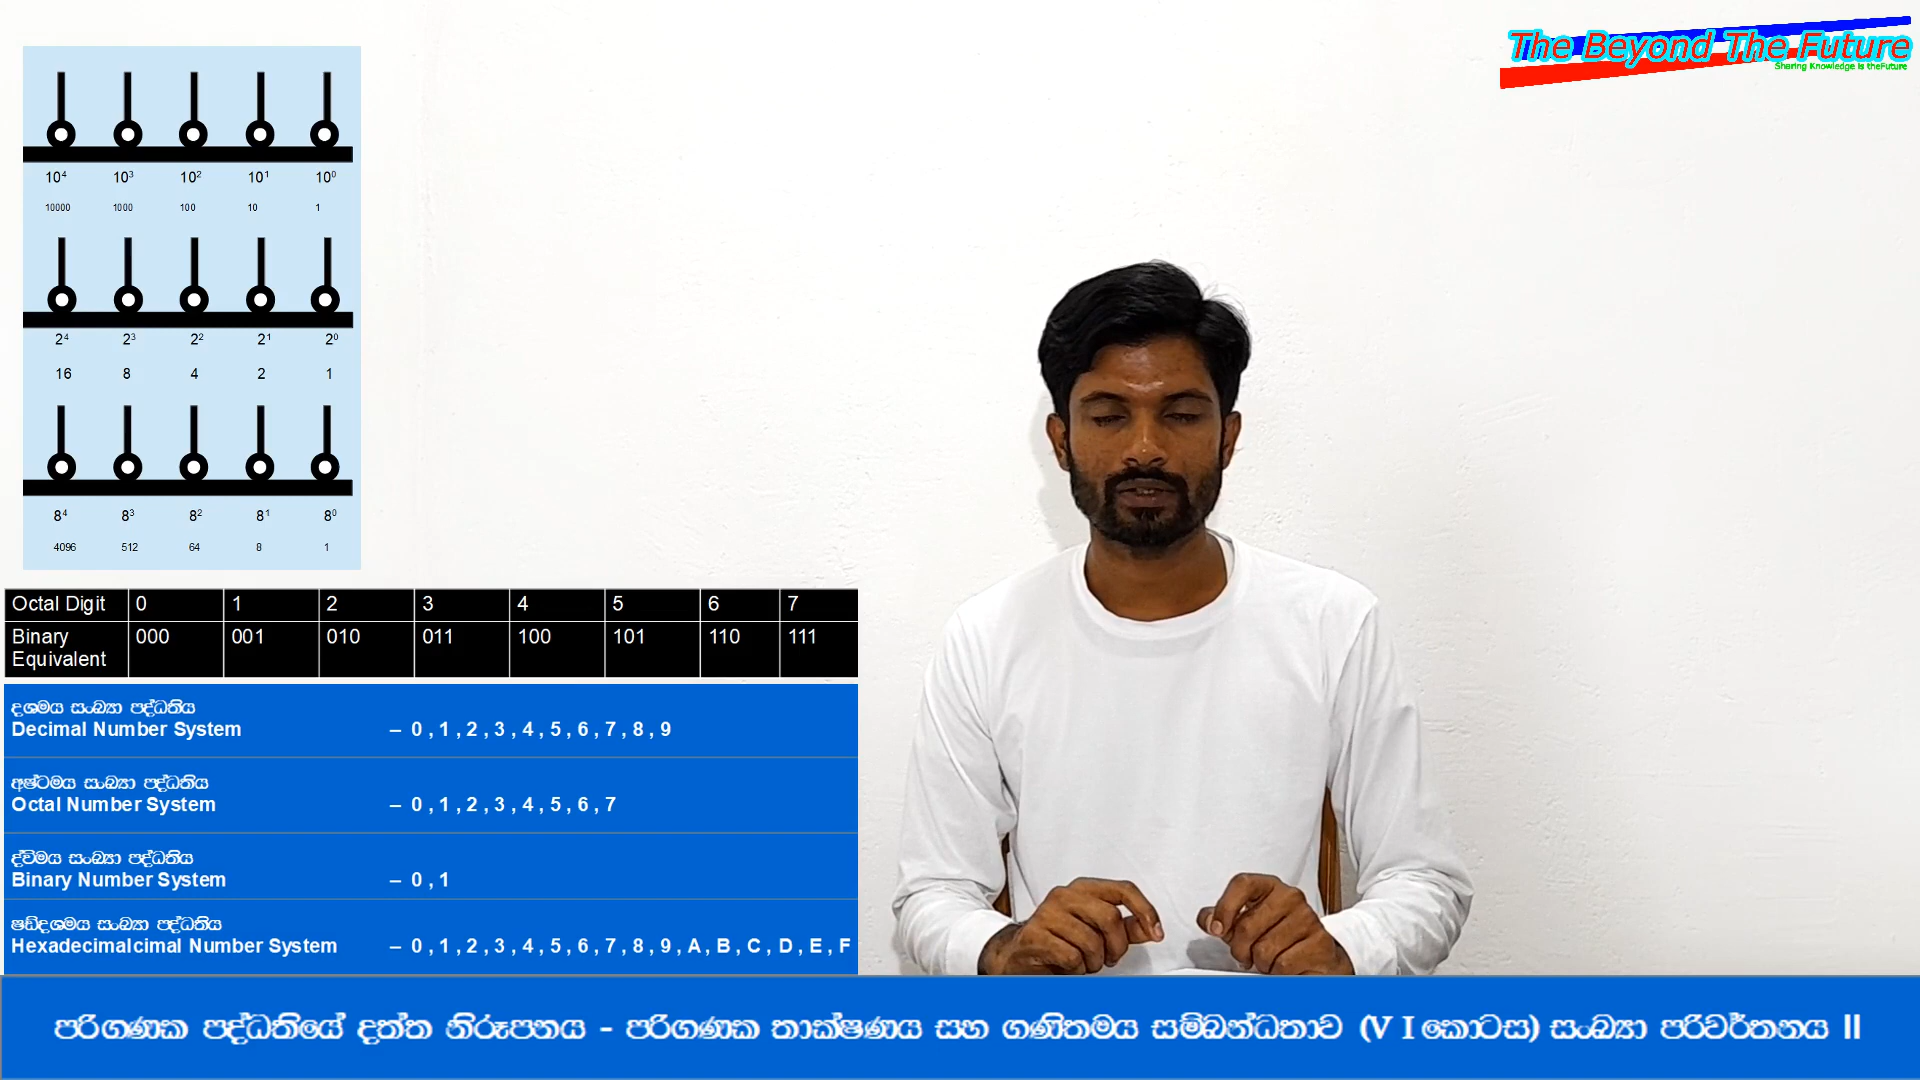 The Beyond The Future
Sharing Knowledge is theFuture
10⁴ 10³ 10² 10¹ 10⁰
10000 1000 100 10 1
2⁴ 2³ 2² 2¹ 2⁰
16 8 4 2 1
8⁴ 8³ 8² 8¹ 8⁰
4096 512 64 8 1
Octal Digit 0 1 2 3 4 5 6 7
Binary Equivalent 000 001 010 011 100 101 110 111
දශමය සංඛ්‍යා පද්ධතිය
Decimal Number System – 0 , 1 , 2 , 3 , 4 , 5 , 6 , 7 , 8 , 9
අෂ්ටමය සංඛ්‍යා පද්ධතිය
Octal Number System – 0 , 1 , 2 , 3 , 4 , 5 , 6 , 7
ද්විමය සංඛ්‍යා පද්ධතිය
Binary Number System – 0 , 1
ෂඩ්දශමය සංඛ්‍යා පද්ධතිය
Hexadecimalcimal Number System – 0 , 1 , 2 , 3 , 4 , 5 , 6 , 7 , 8 , 9 , A , B , C , D , E , F
පරිගණක පද්ධතියේ දත්ත නිරූපනය - පරිගණක තාක්ෂණය සහ ගණිතමය සම්බන්ධතාව (V I කොටස) සංඛ්‍යා පරිවර්තනය II